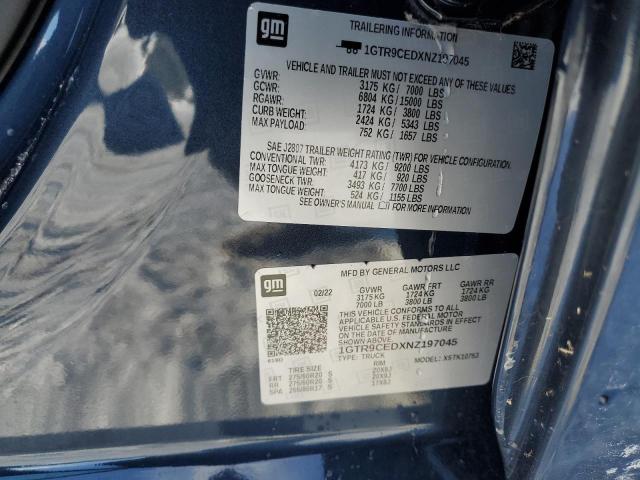 gm
TRAILERING INFORMATION
1GTR9CEDXNZ197045
VEHICLE AND TRAILER MUST NOT EXCEED ANY OF THESE VALUES
GVWR: 3175 KG / 7000 LBS
GCWR: 6804 KG / 15000 LBS
RGAWR: 1724 KG / 3800 LBS
CURB WEIGHT: 2424 KG / 5343 LBS
MAX PAYLOAD: 752 KG / 1657 LBS
SAE J2807 TRAILER WEIGHT RATING (TWR) FOR VEHICLE CONFIGURATION.
CONVENTIONAL TWR: 4173 KG / 9200 LBS
MAX TONGUE WEIGHT: 417 KG / 920 LBS
GOOSENECK TWR: 3493 KG / 7700 LBS
MAX TONGUE WEIGHT: 524 KG / 1155 LBS
SEE OWNER'S MANUAL FOR MORE INFORMATION
gm
MFD BY GENERAL MOTORS LLC
02/22 GVWR GAWR FRT GAWR RR
3175 KG 1724 KG 1724 KG
7000 LB 3800 LB 3800 LB
THIS VEHICLE CONFORMS TO ALL
APPLICABLE U.S. FEDERAL MOTOR
VEHICLE SAFETY STANDARDS IN EFFECT
ON THE DATE OF MANUFACTURE
SHOWN ABOVE.
1GTR9CEDXNZ197045
TYPE: TRUCK MODEL: XSTK10753
TIRE SIZE RIM
FRT 275/60R20 S 20X9J
RR 275/60R20 S 20X9J
SPA 17X8J